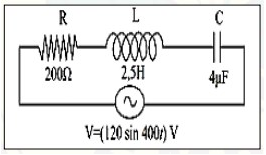 R L C
200Ω 2,5H 4μF
V=(120 sin 400t) V